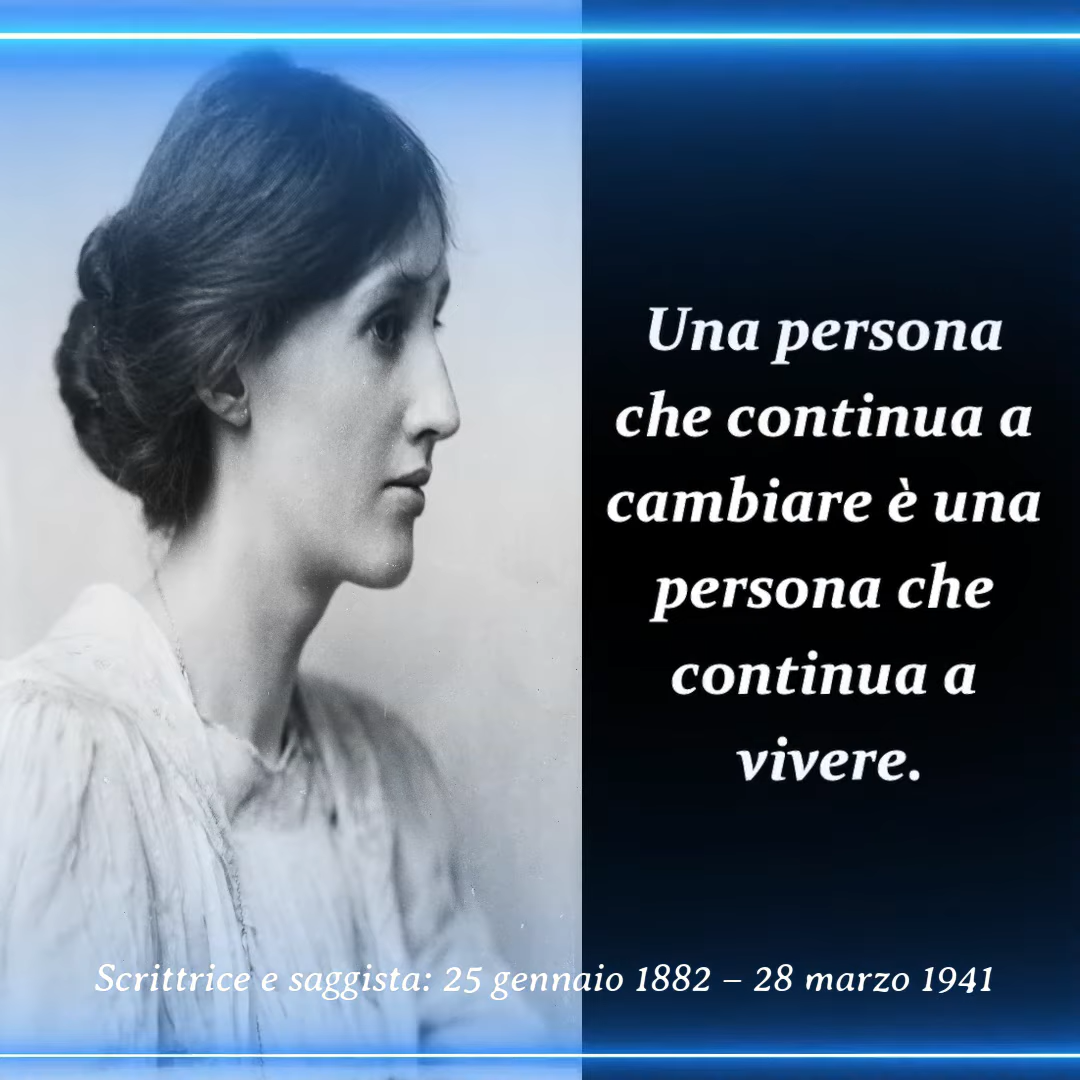 Una persona
che continua a
cambiare è una
persona che
continua a
vivere.
Scrittrice e saggista: 25 gennaio 1882 – 28 marzo 1941